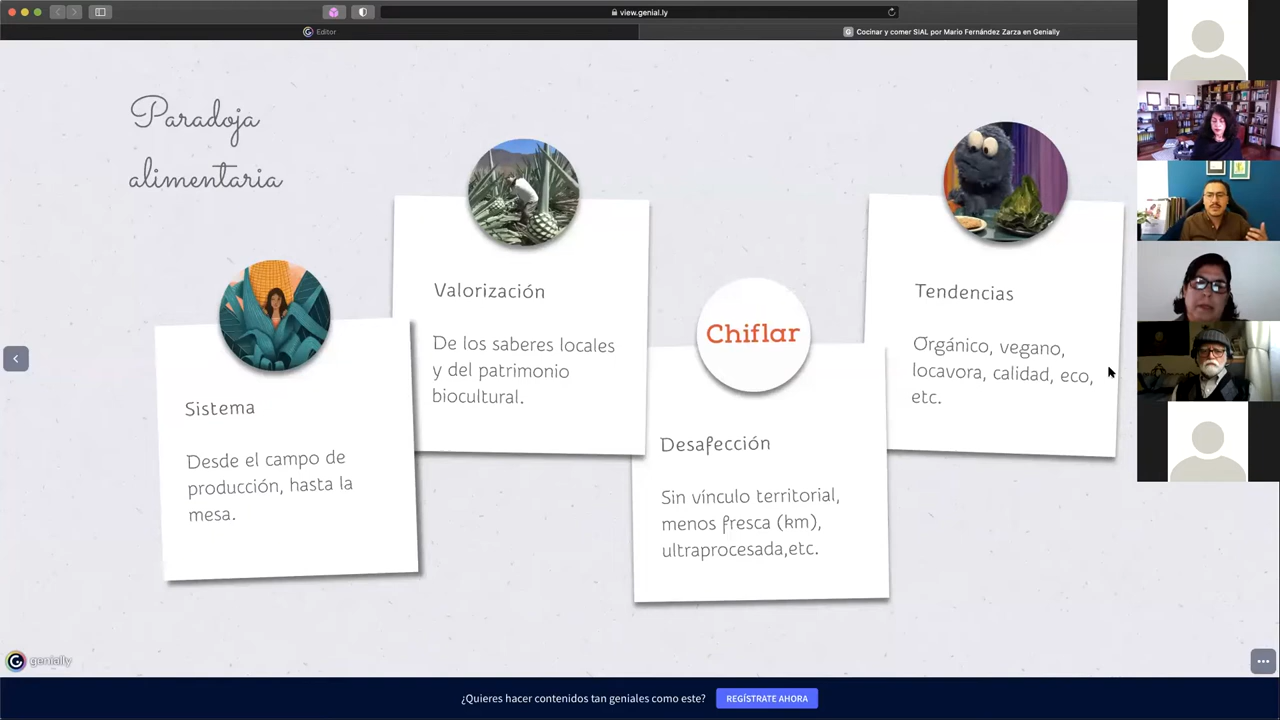 view.genial.ly
Editor
Cocinar y comer SIAL por Mario Fernández Zarza en Genially
Paradoja
alimentaria
Sistema
Desde el campo de
producción, hasta la
mesa.
Valorización
De los saberes locales
y del patrimonio
biocultural.
Chiflar
Desafección
Sin vínculo territorial,
menos fresca (km),
ultraprocesada,etc.
Tendencias
Orgánico, vegano,
locavora, calidad, eco,
etc.
genially
¿Quieres hacer contenidos tan geniales como este?
REGÍSTRATE AHORA